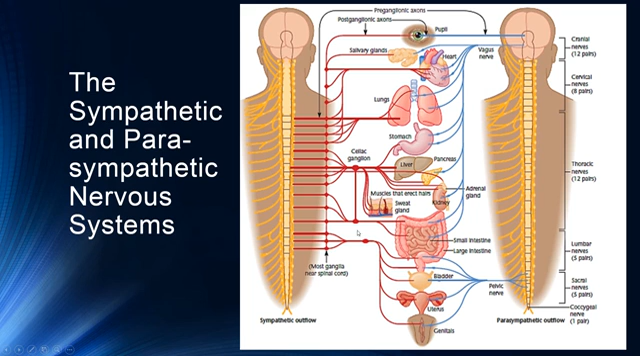 The
Sympathetic
and Para-
sympathetic
Nervous
Systems
Preganglionic axons
Postganglionic axons
Pupil
Salivary glands
Heart
Vagus
nerve
Cranial
nerves
(12 pairs)
Cervical
nerves
(8 pairs)
Lungs
Stomach
Celiac
ganglion
Liver
Pancreas
Thoracic
nerves
(12 pairs)
Muscles that erect hairs
Sweat
gland
Adrenal
gland
Kidney
Small intestine
Large intestine
Lumbar
nerves
(5 pairs)
(Most ganglia
near spinal cord)
Bladder
Pelvic
nerve
Sacral
nerves
(5 pairs)
Uterus
Coccygeal
nerve
(1 pair)
Sympathetic outflow
Genitals
Parasympathetic outflow